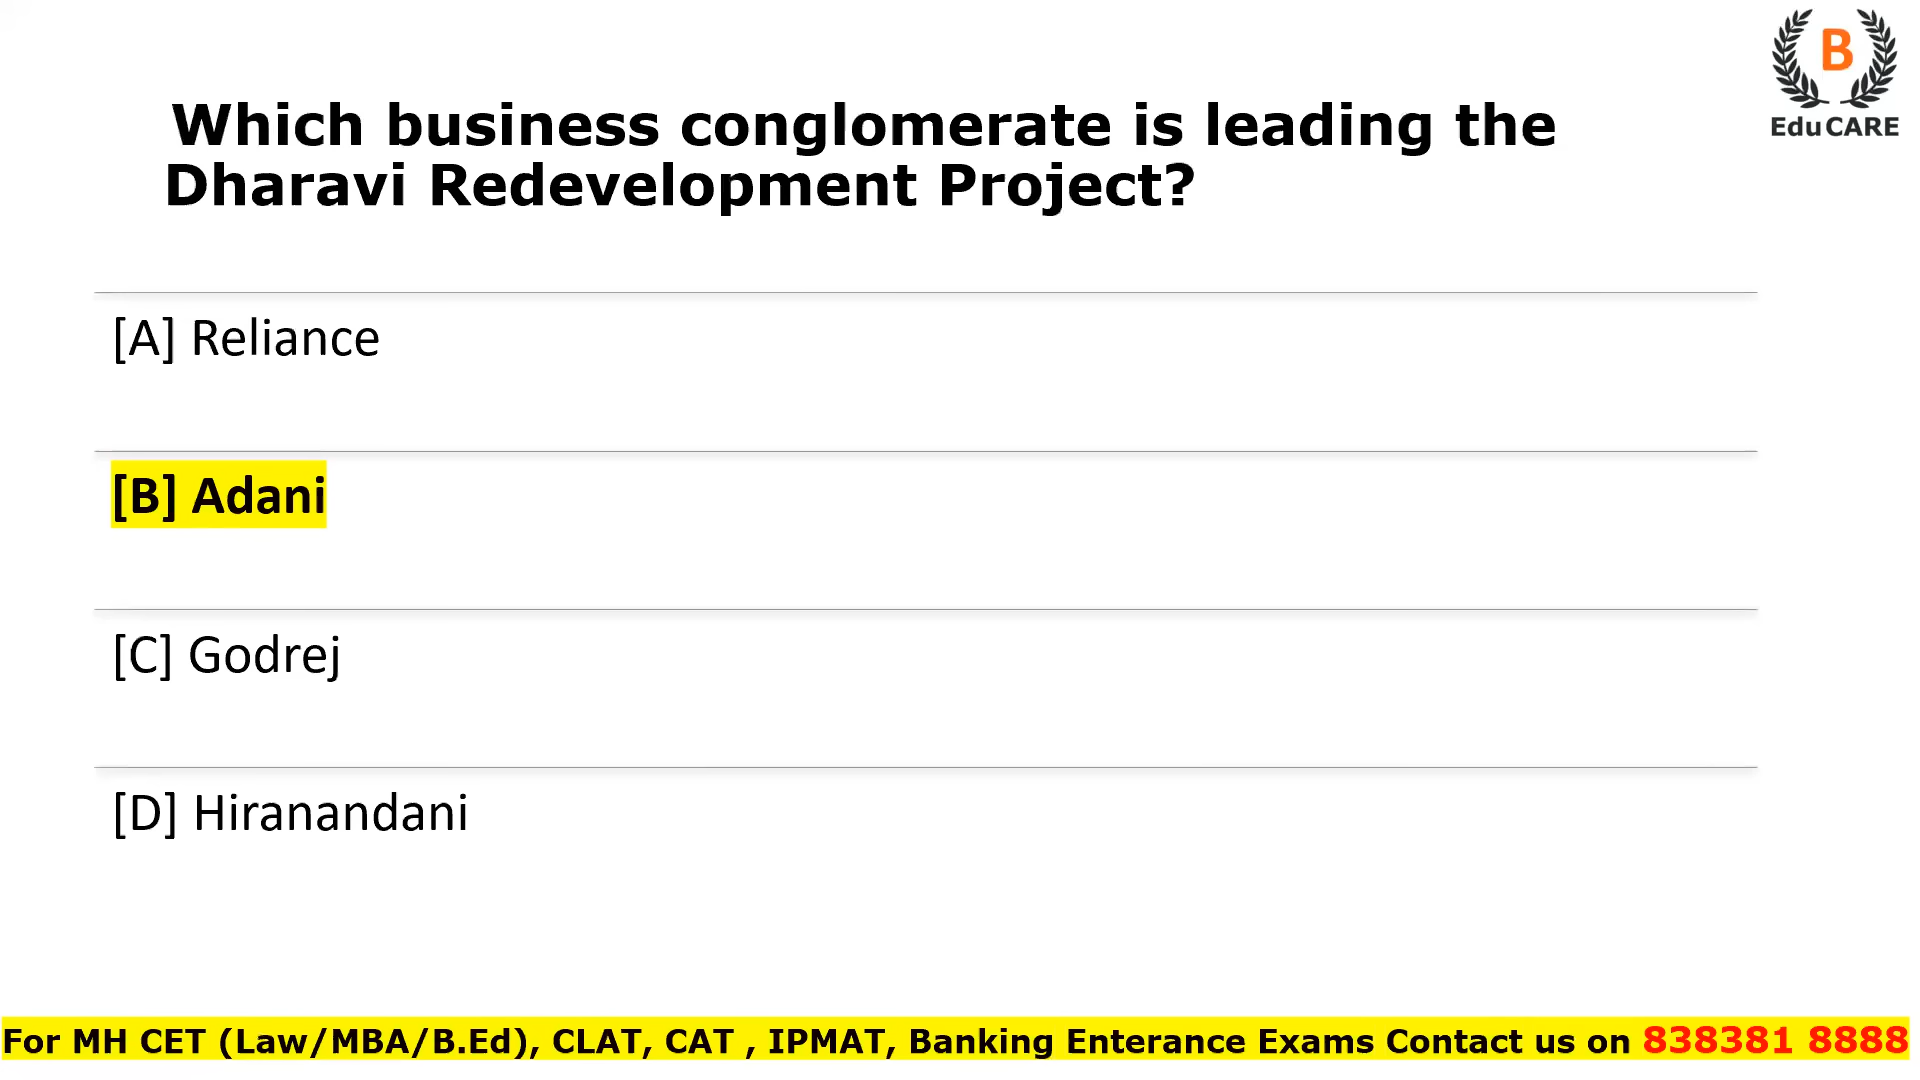 B
EduCARE
Which business conglomerate is leading the
Dharavi Redevelopment Project?
[A] Reliance
[B] Adani
[C] Godrej
[D] Hiranandani
For MH CET (Law/MBA/B.Ed), CLAT, CAT , IPMAT, Banking Enterance Exams Contact us on 838381 8888